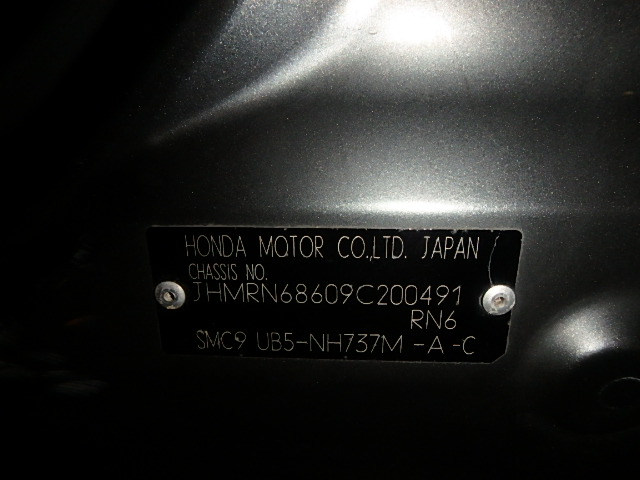 HONDA MOTOR CO.,LTD. JAPAN
CHASSIS NO.
JHMRN68609C200491
RN6
SMC9 UB5-NH737M -A -C